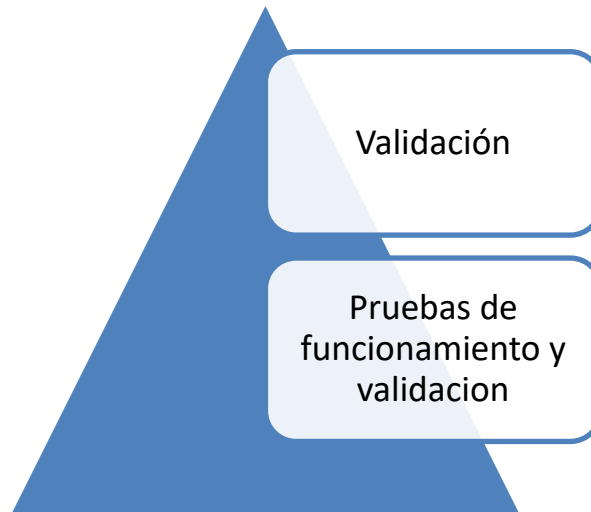 Validación
Pruebas de
funcionamiento y
validacion